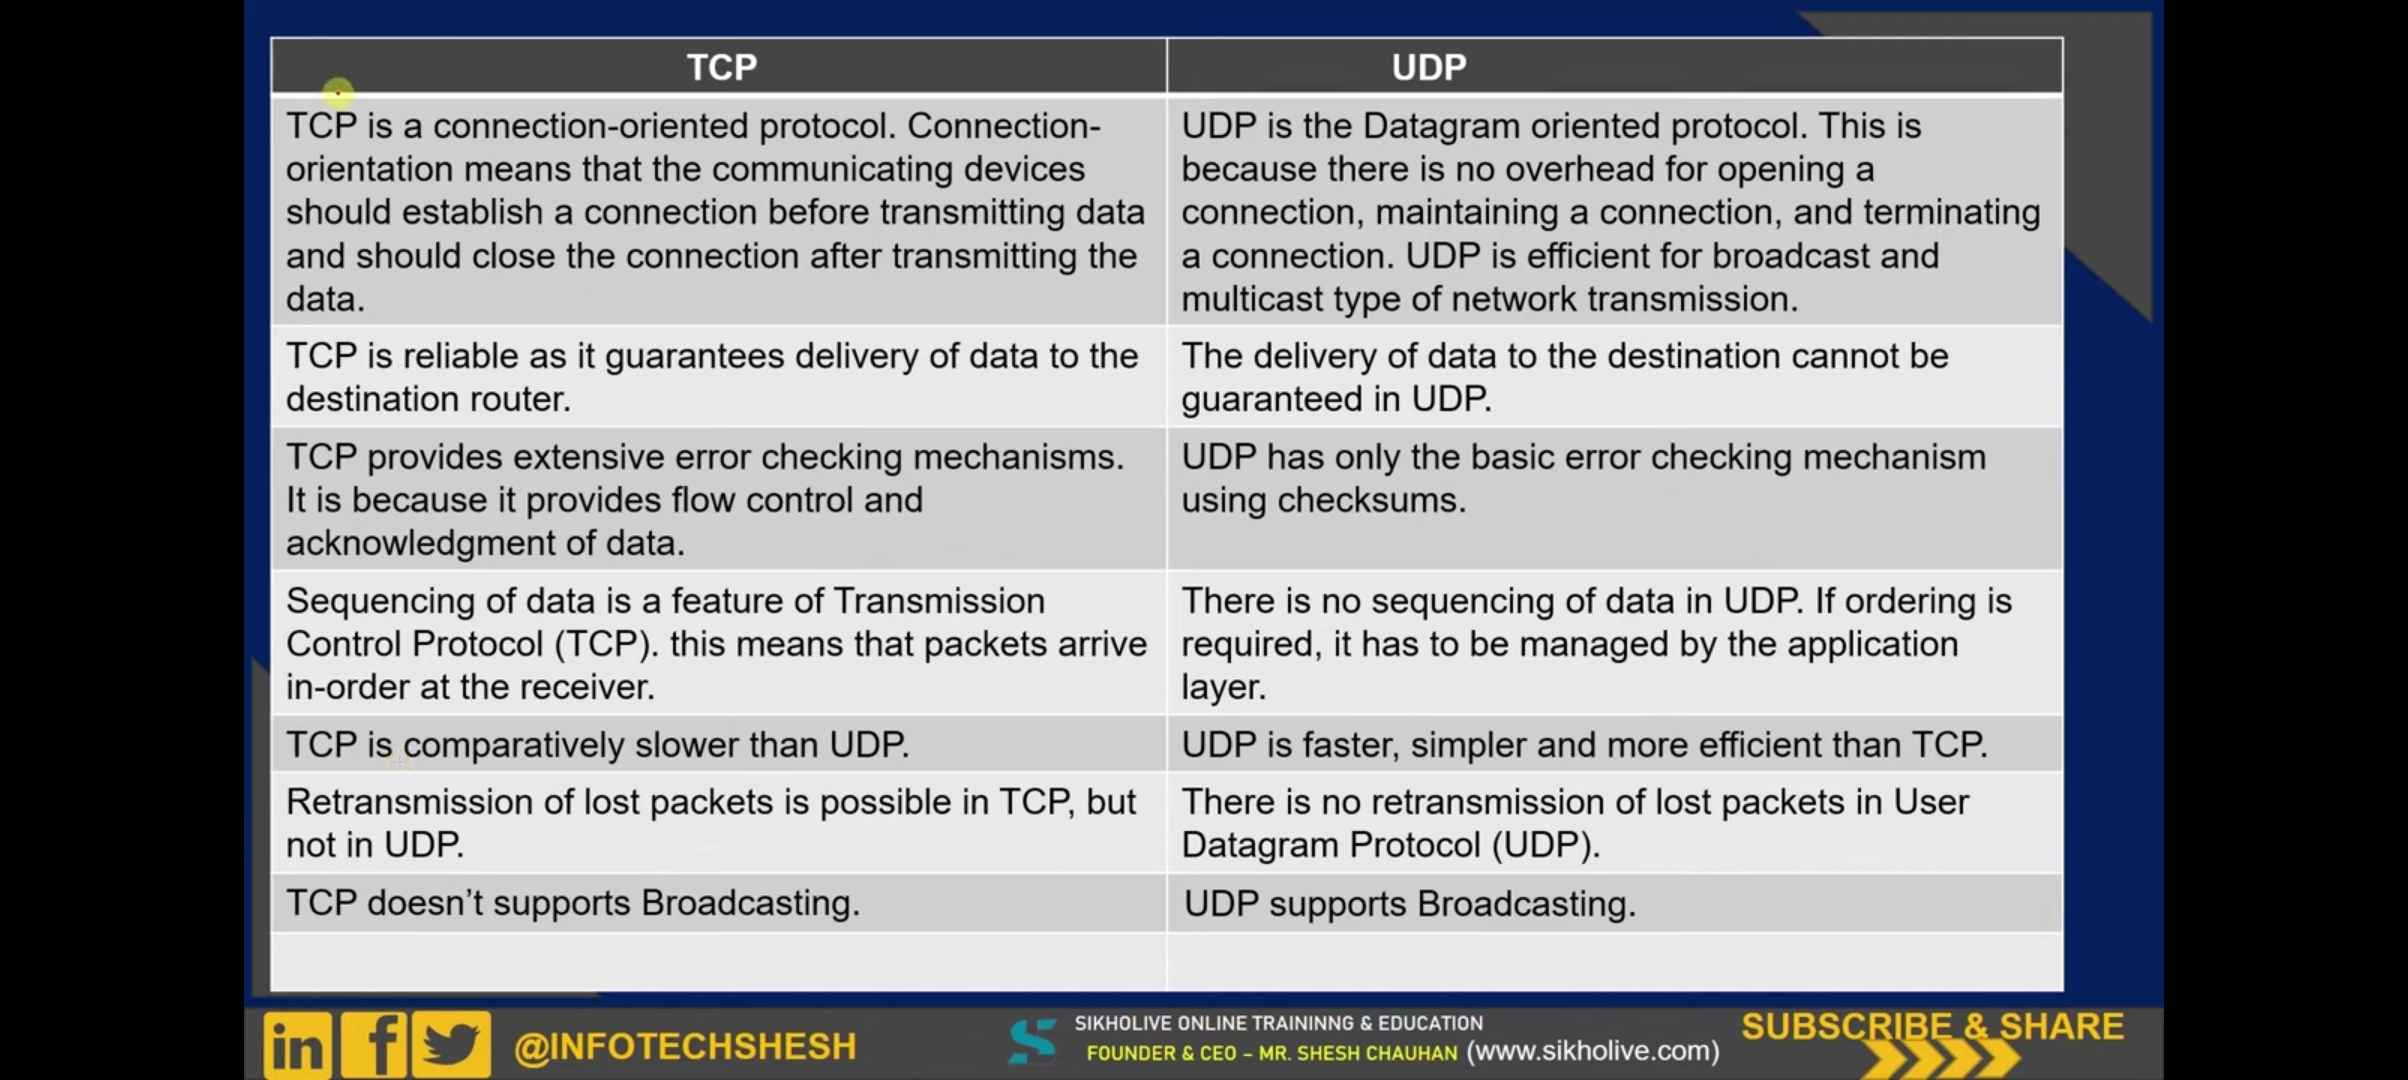 TCP
UDP
TCP is a connection-oriented protocol. Connection-
orientation means that the communicating devices
should establish a connection before transmitting data
and should close the connection after transmitting the
data.
UDP is the Datagram oriented protocol. This is
because there is no overhead for opening a
connection, maintaining a connection, and terminating
a connection. UDP is efficient for broadcast and
multicast type of network transmission.
TCP is reliable as it guarantees delivery of data to the
destination router.
The delivery of data to the destination cannot be
guaranteed in UDP.
TCP provides extensive error checking mechanisms.
It is because it provides flow control and
acknowledgment of data.
UDP has only the basic error checking mechanism
using checksums.
Sequencing of data is a feature of Transmission
Control Protocol (TCP). this means that packets arrive
in-order at the receiver.
There is no sequencing of data in UDP. If ordering is
required, it has to be managed by the application
layer.
TCP is comparatively slower than UDP.
UDP is faster, simpler and more efficient than TCP.
Retransmission of lost packets is possible in TCP, but
not in UDP.
There is no retransmission of lost packets in User
Datagram Protocol (UDP).
TCP doesn’t supports Broadcasting.
UDP supports Broadcasting.
in f @INFOTECHSHESH
SIKHOLIVE ONLINE TRAININNG & EDUCATION
FOUNDER & CEO – MR. SHESH CHAUHAN (www.sikholive.com)
SUBSCRIBE & SHARE